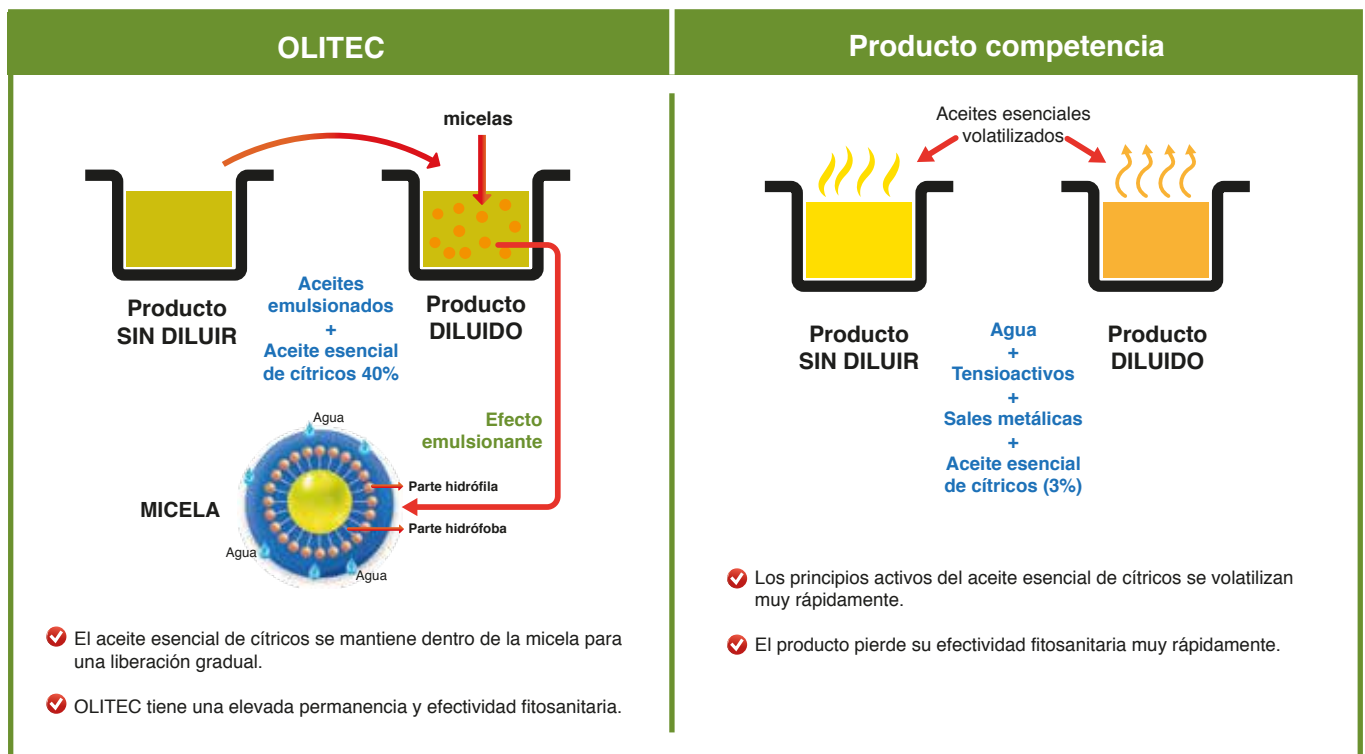 OLITEC
micelas
Producto
SIN DILUIR
Aceites
emulsionados
+
Aceite esencial
de cítricos 40%
Producto
DILUIDO
Efecto
emulsionante
MICELA
Agua
Parte hidrófila
Parte hidrófoba
Agua
Agua
El aceite esencial de cítricos se mantiene dentro de la micela para
una liberación gradual.
OLITEC tiene una elevada permanencia y efectividad fitosanitaria.
Producto competencia
Aceites esenciales
volatilizados
Producto
SIN DILUIR
Agua
+
Tensioactivos
+
Sales metálicas
+
Aceite esencial
de cítricos (3%)
Producto
DILUIDO
Los principios activos del aceite esencial de cítricos se volatilizan
muy rápidamente.
El producto pierde su efectividad fitosanitaria muy rápidamente.